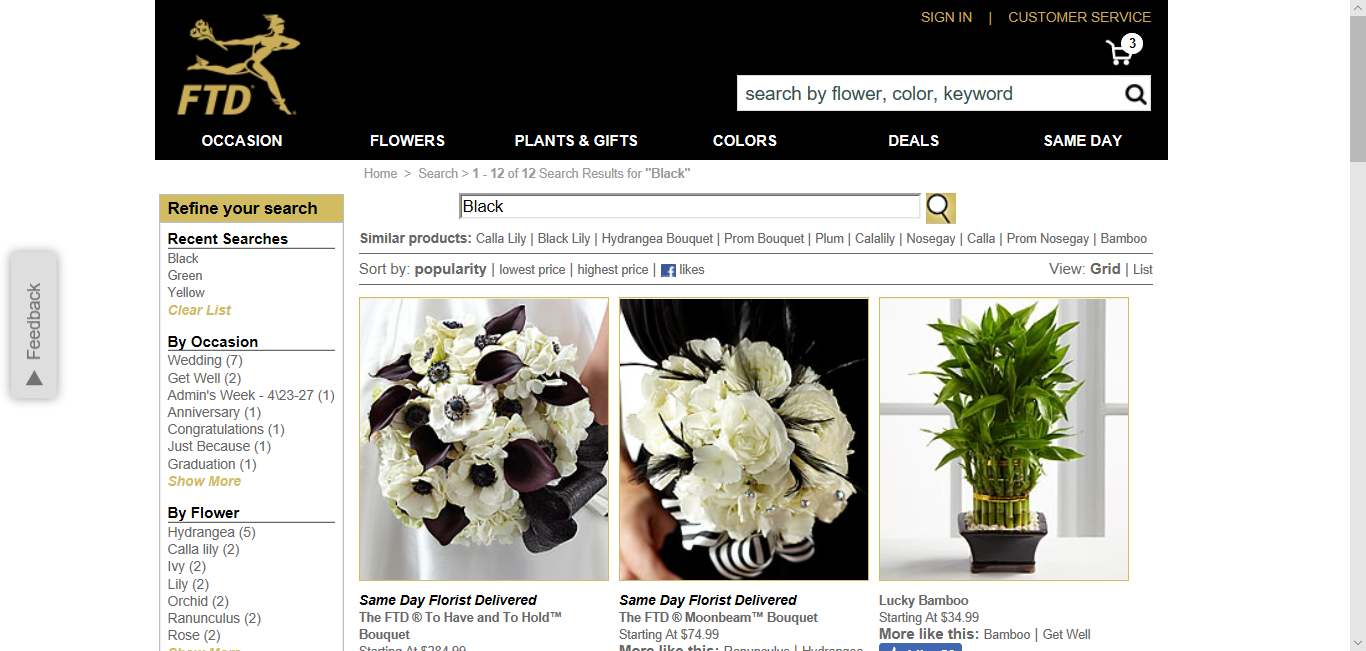 FTD
SIGN IN | CUSTOMER SERVICE
3
search by flower, color, keyword
OCCASION FLOWERS PLANTS & GIFTS COLORS DEALS SAME DAY
Home > Search > 1 - 12 of 12 Search Results for "Black"
Refine your search
Recent Searches
Black
Green
Yellow
Clear List
By Occasion
Wedding (7)
Get Well (2)
Admin's Week - 4\23-27 (1)
Anniversary (1)
Congratulations (1)
Just Because (1)
Graduation (1)
Show More
By Flower
Hydrangea (5)
Calla lily (2)
Ivy (2)
Lily (2)
Orchid (2)
Ranunculus (2)
Rose (2)
Show More
Feedback
Black
Similar products: Calla Lily | Black Lily | Hydrangea Bouquet | Prom Bouquet | Plum | Calalily | Nosegay | Calla | Prom Nosegay | Bamboo
Sort by: popularity | lowest price | highest price | f likes
View: Grid | List
Same Day Florist Delivered
The FTD ® To Have and To Hold™
Bouquet
Starting At $284.99
Same Day Florist Delivered
The FTD ® Moonbeam™ Bouquet
Starting At $74.99
More like this: Ranunculus | Hydrangea
Lucky Bamboo
Starting At $34.99
More like this: Bamboo | Get Well